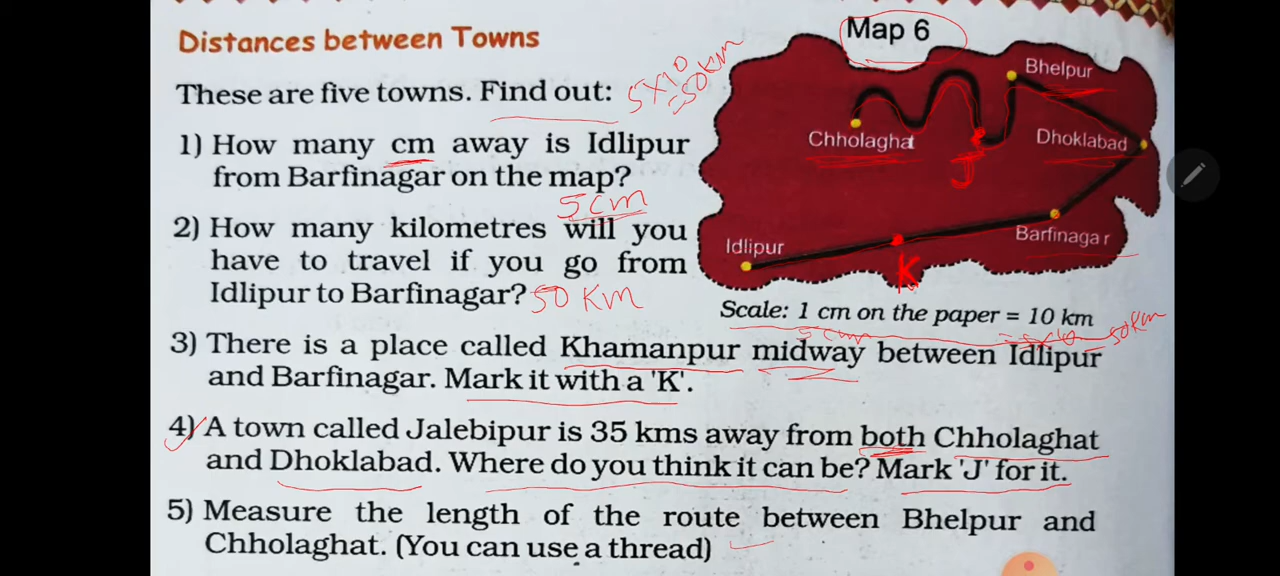 Distances between Towns
These are five towns. Find out:
5x10
=50km
1) How many cm away is Idlipur
from Barfinagar on the map?
5cm
2) How many kilometres will you
have to travel if you go from
Idlipur to Barfinagar? 50 Km
Map 6
Bhelpur
Chholaghat
Dhoklabad
J
Idlipur
Barfinagar
K
Scale: 1 cm on the paper = 10 km
5cm
50km
3) There is a place called Khamanpur midway between Idlipur
and Barfinagar. Mark it with a 'K'.
4) A town called Jalebipur is 35 kms away from both Chholaghat
and Dhoklabad. Where do you think it can be? Mark 'J' for it.
5) Measure the length of the route between Bhelpur and
Chholaghat. (You can use a thread)